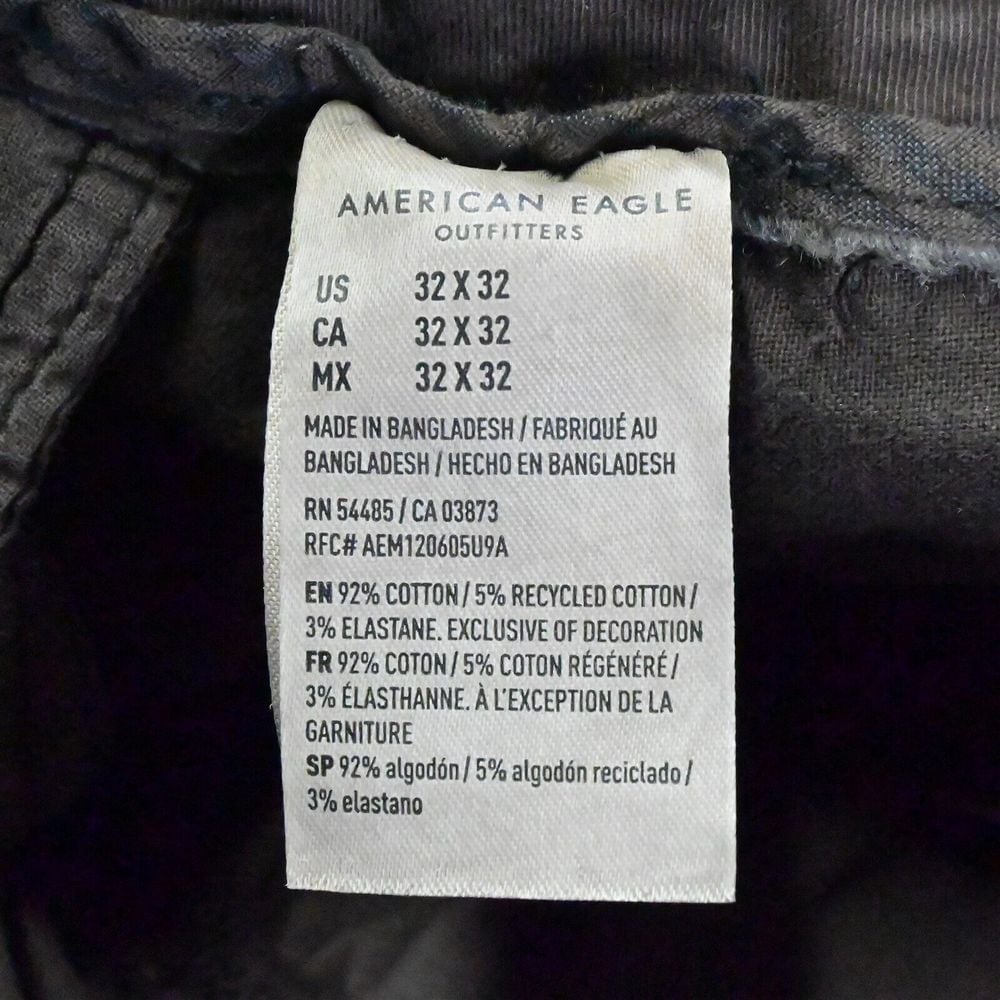 AMERICAN EAGLE
OUTFITTERS
US 32 X 32
CA 32 X 32
MX 32 X 32
MADE IN BANGLADESH / FABRIQUÉ AU
BANGLADESH / HECHO EN BANGLADESH
RN 54485 / CA 03873
RFC# AEM120605U9A
EN 92% COTTON / 5% RECYCLED COTTON /
3% ELASTANE. EXCLUSIVE OF DECORATION
FR 92% COTON / 5% COTON RÉGÉNÉRÉ /
3% ÉLASTHANNE. À L'EXCEPTION DE LA
GARNITURE
SP 92% algodón / 5% algodón reciclado /
3% elastano